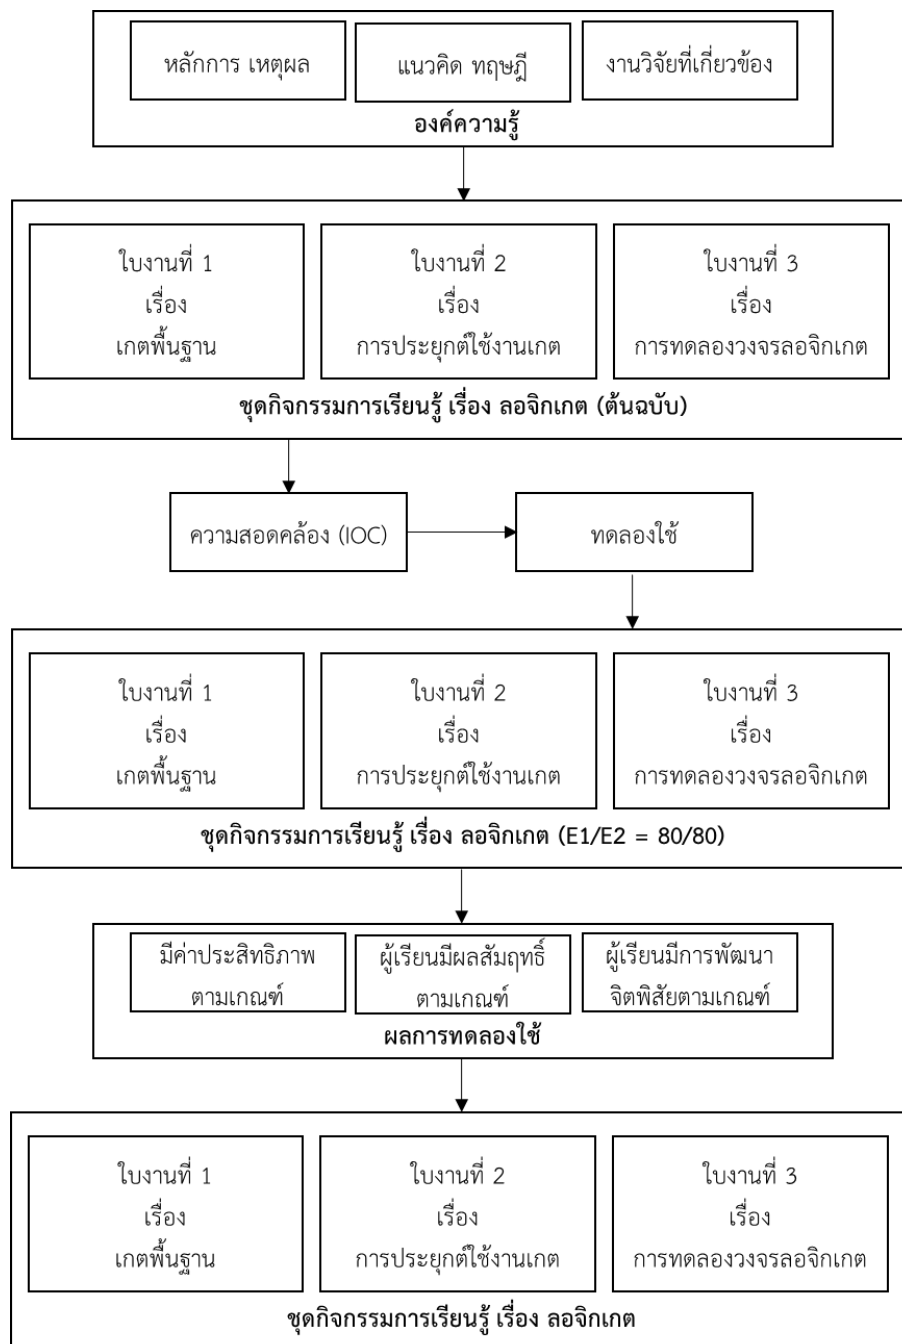 หลักการ เหตุผล
แนวคิด ทฤษฎี
งานวิจัยที่เกี่ยวข้อง
องค์ความรู้
ใบงานที่ 1
เรื่อง
เกตพื้นฐาน
ใบงานที่ 2
เรื่อง
การประยุกต์ใช้งานเกต
ใบงานที่ 3
เรื่อง
การทดลองวงจรลอจิกเกต
ชุดกิจกรรมการเรียนรู้ เรื่อง ลอจิกเกต (ต้นฉบับ)
ความสอดคล้อง (IOC)
ทดลองใช้
ใบงานที่ 1
เรื่อง
เกตพื้นฐาน
ใบงานที่ 2
เรื่อง
การประยุกต์ใช้งานเกต
ใบงานที่ 3
เรื่อง
การทดลองวงจรลอจิกเกต
ชุดกิจกรรมการเรียนรู้ เรื่อง ลอจิกเกต (E1/E2 = 80/80)
มีค่าประสิทธิภาพ
ตามเกณฑ์
ผู้เรียนมีผลสัมฤทธิ์
ตามเกณฑ์
ผู้เรียนมีการพัฒนา
จิตพิสัยตามเกณฑ์
ผลการทดลองใช้
ใบงานที่ 1
เรื่อง
เกตพื้นฐาน
ใบงานที่ 2
เรื่อง
การประยุกต์ใช้งานเกต
ใบงานที่ 3
เรื่อง
การทดลองวงจรลอจิกเกต
ชุดกิจกรรมการเรียนรู้ เรื่อง ลอจิกเกต